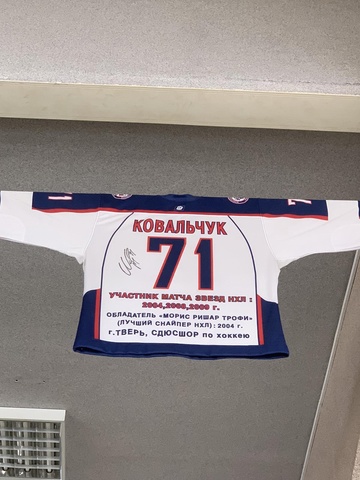 71
71
КОВАЛЬЧУК
71
УЧАСТНИК МАТЧА ЗВЕЗД НХЛ :
2004,2008,2009 г.
ОБЛАДАТЕЛЬ «МОРИС РИШАР ТРОФИ»
(ЛУЧШИЙ СНАЙПЕР НХЛ): 2004 г.
г.ТВЕРЬ, СДЮСШОР по хоккею